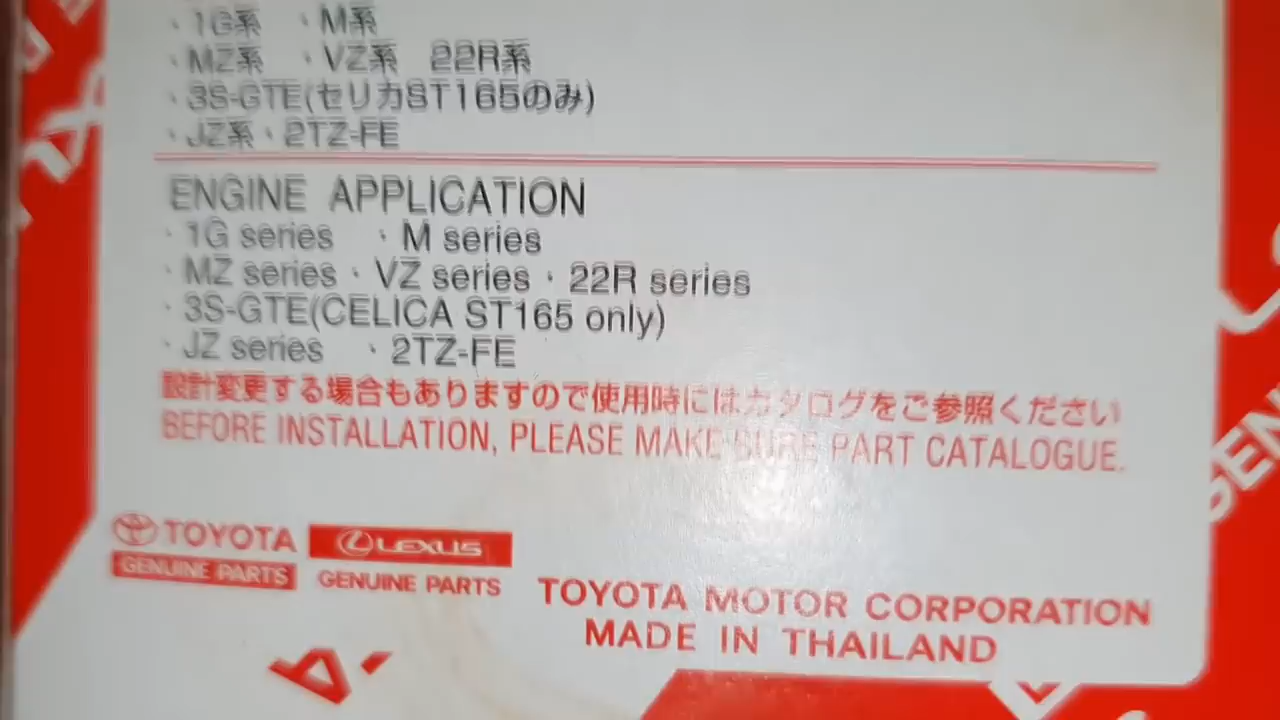 ・1G系 ・M系
・MZ系 ・VZ系 22R系
・3S-GTE(セリカST165のみ)
・JZ系・2TZ-FE
ENGINE APPLICATION
・1G series ・M series
・MZ series・VZ series・22R series
・3S-GTE(CELICA ST165 only)
・JZ series ・2TZ-FE
設計変更する場合もありますので使用時にはカタログをご参照ください
BEFORE INSTALLATION, PLEASE MAKE SURE PART CATALOGUE.
TOYOTA
GENUINE PARTS
LEXUS
GENUINE PARTS
TOYOTA MOTOR CORPORATION
MADE IN THAILAND